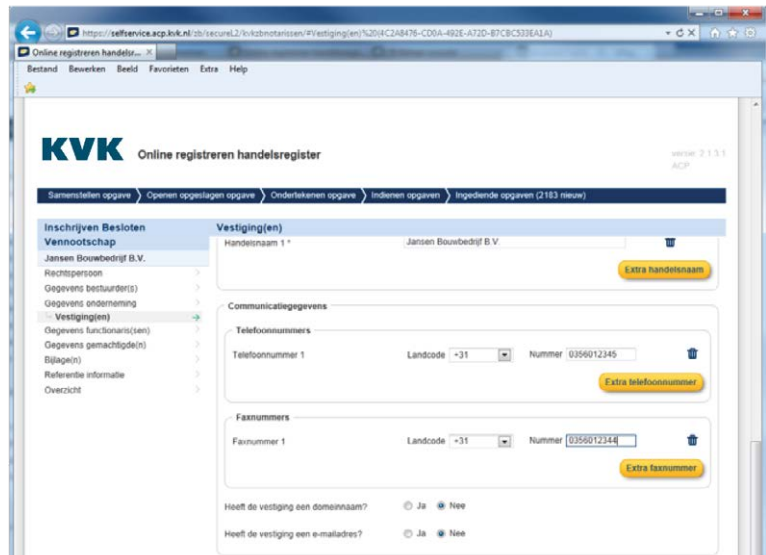 https://selfservice.acp.kvk.nl/zb/secureL2/kvkzbnotarissen/#Vestiging(en)%20(4C2A8476-CD0A-492E-A72D-B7CBC533EA1A)
Online registreren handelsr...
Bestand Bewerken Beeld Favorieten Extra Help
KVK Online registreren handelsregister
versie: 2.1.3.1
ACP
Samenstellen opgave Openen opgeslagen opgave Ondertekenen opgave Indienen opgaven Ingediende opgaven (2183 nieuw)
Inschrijven Besloten Vennootschap
Jansen Bouwbedrijf B.V.
Rechtspersoon
Gegevens bestuurder(s)
Gegevens onderneming
Vestiging(en)
Gegevens functionaris(sen)
Gegevens gemachtigde(n)
Bijlage(n)
Referentie informatie
Overzicht
Vestiging(en)
Handelsnaam 1 * Jansen Bouwbedrijf B.V.
Extra handelsnaam
Communicatiegegevens
Telefoonnummers
Telefoonnummer 1 Landcode +31 Nummer 0356012345
Extra telefoonnummer
Faxnummers
Faxnummer 1 Landcode +31 Nummer 0356012344
Extra faxnummer
Heeft de vestiging een domeinnaam? Ja Nee
Heeft de vestiging een e-mailadres? Ja Nee